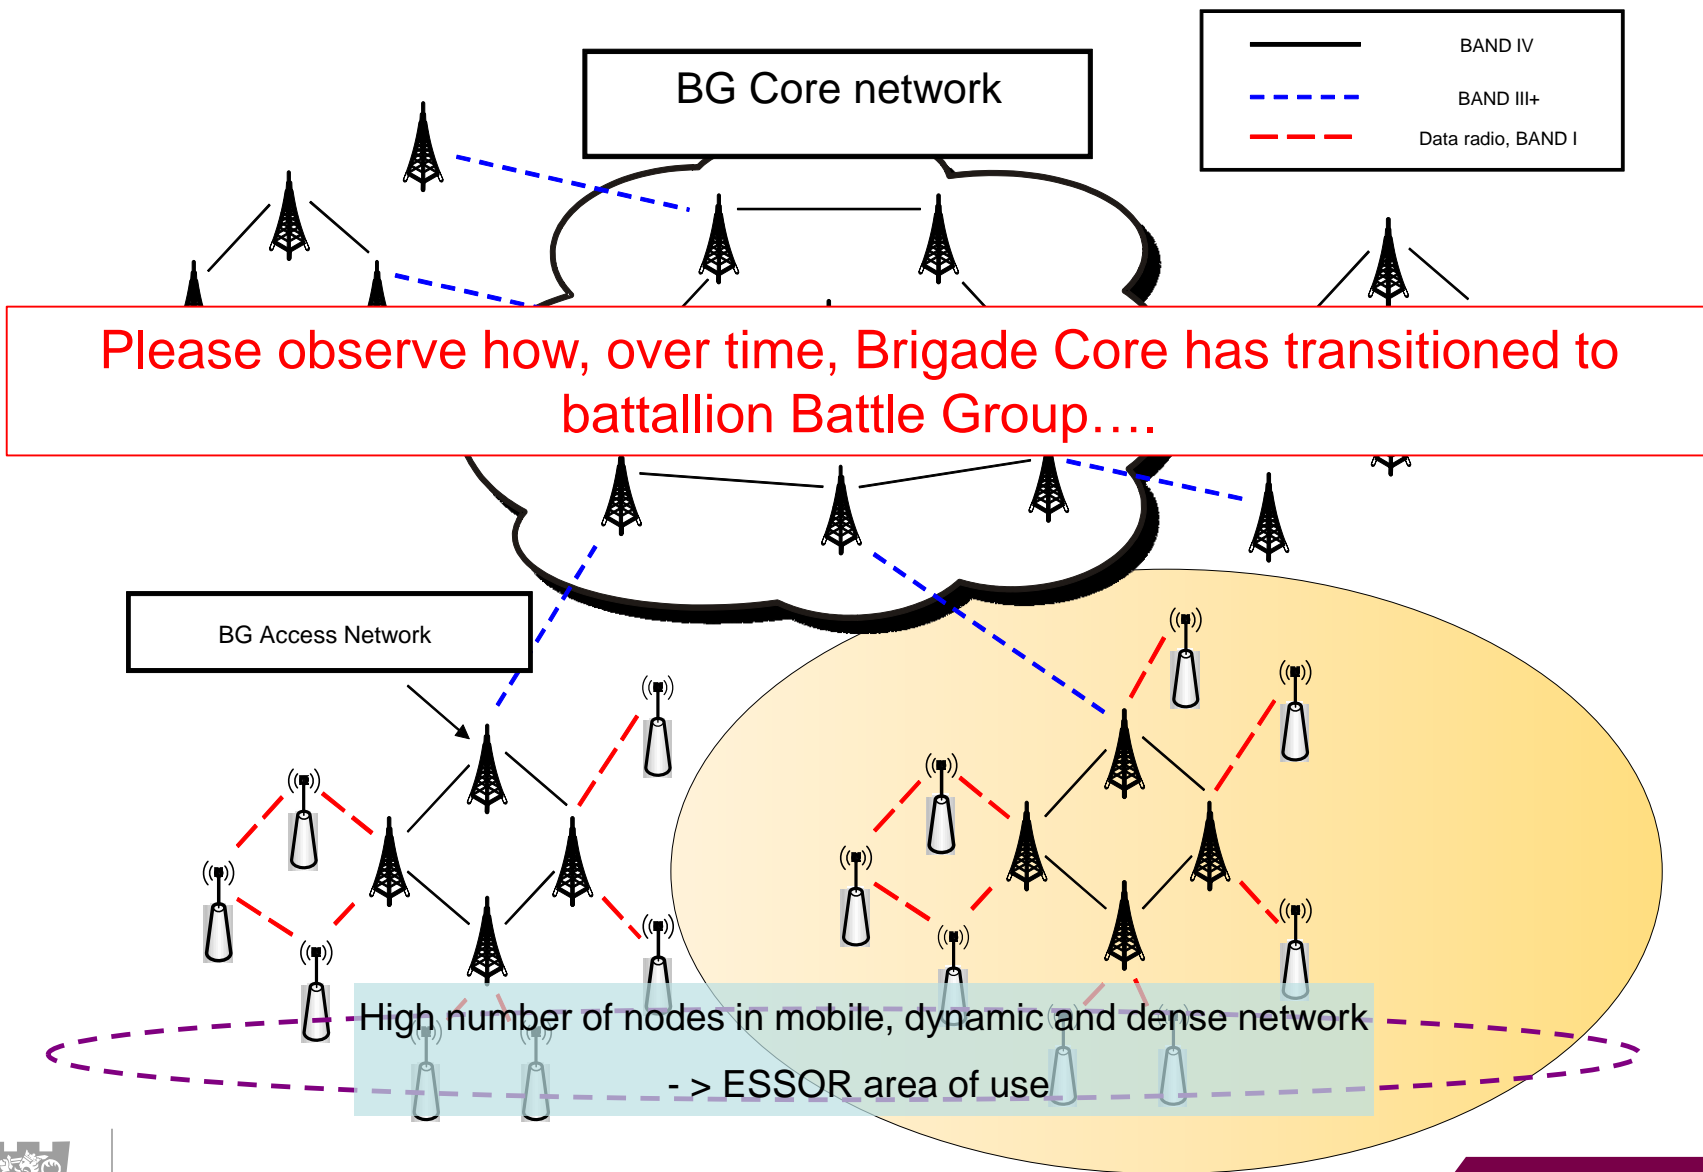 BG Core network
BAND IV
BAND III+
Data radio, BAND I
Please observe how, over time, Brigade Core has transitioned to
battallion Battle Group….
BG Access Network
High number of nodes in mobile, dynamic and dense network
- > ESSOR area of use